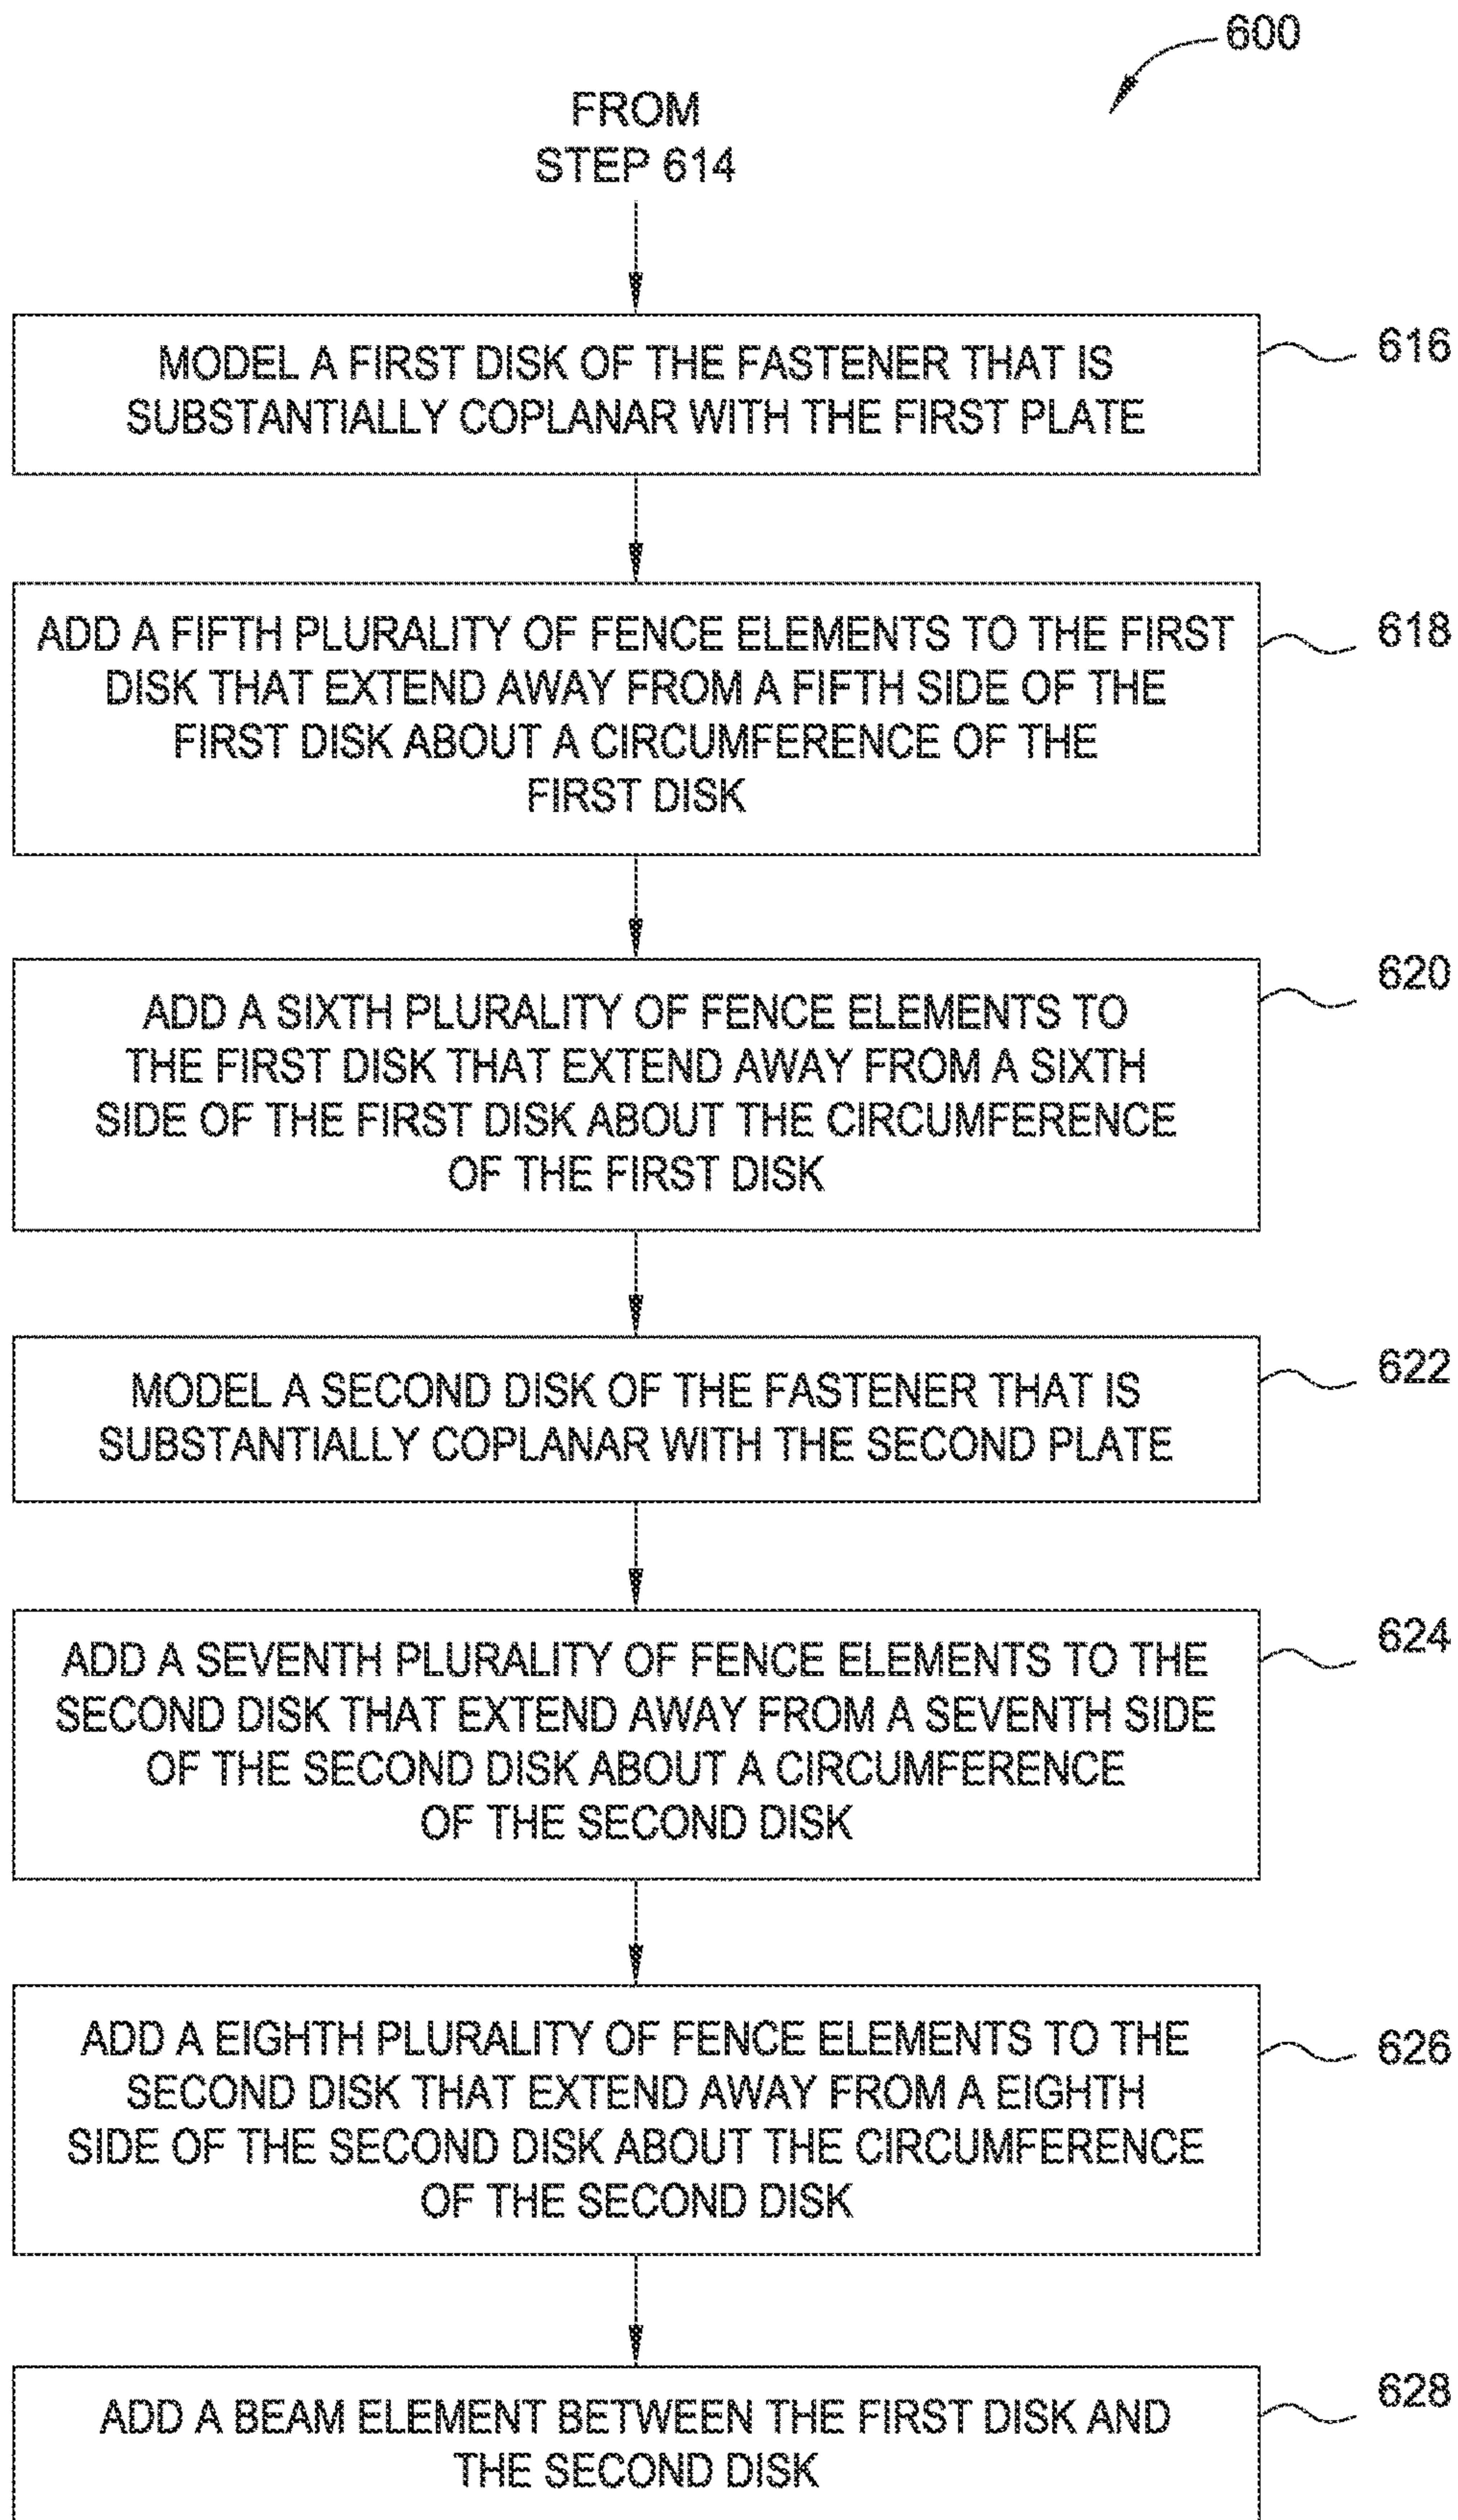 600
FROM
STEP 614
MODEL A FIRST DISK OF THE FASTENER THAT IS
SUBSTANTIALLY COPLANAR WITH THE FIRST PLATE
616
ADD A FIFTH PLURALITY OF FENCE ELEMENTS TO THE FIRST
DISK THAT EXTEND AWAY FROM A FIFTH SIDE OF THE
FIRST DISK ABOUT A CIRCUMFERENCE OF THE
FIRST DISK
618
ADD A SIXTH PLURALITY OF FENCE ELEMENTS TO
THE FIRST DISK THAT EXTEND AWAY FROM A SIXTH
SIDE OF THE FIRST DISK ABOUT THE CIRCUMFERENCE
OF THE FIRST DISK
620
MODEL A SECOND DISK OF THE FASTENER THAT IS
SUBSTANTIALLY COPLANAR WITH THE SECOND PLATE
622
ADD A SEVENTH PLURALITY OF FENCE ELEMENTS TO THE
SECOND DISK THAT EXTEND AWAY FROM A SEVENTH SIDE
OF THE SECOND DISK ABOUT A CIRCUMFERENCE
OF THE SECOND DISK
624
ADD A EIGHTH PLURALITY OF FENCE ELEMENTS TO THE
SECOND DISK THAT EXTEND AWAY FROM A EIGHTH
SIDE OF THE SECOND DISK ABOUT THE CIRCUMFERENCE
OF THE SECOND DISK
626
ADD A BEAM ELEMENT BETWEEN THE FIRST DISK AND
THE SECOND DISK
628